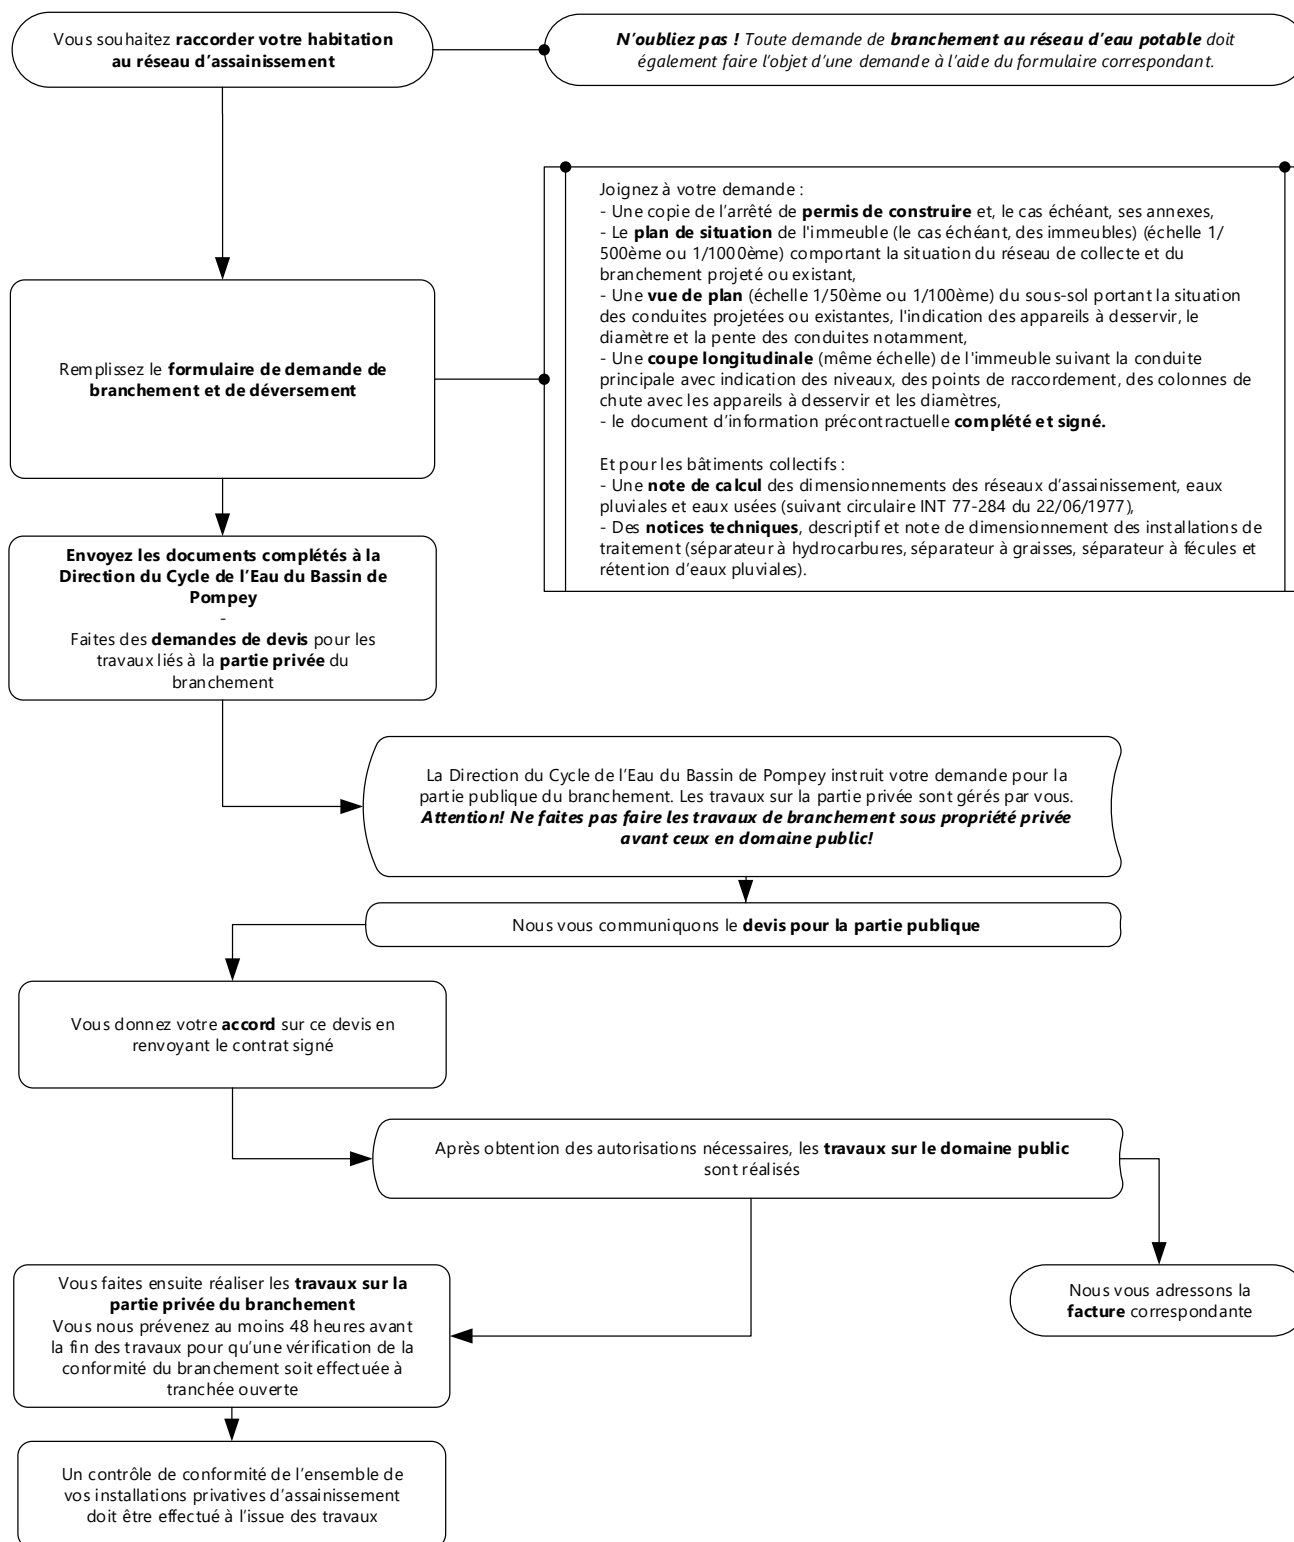 Vous souhaitez raccorder votre habitation
au réseau d'assainissement
N'oubliez pas ! Toute demande de branchement au réseau d'eau potable doit
également faire l'objet d'une demande à l'aide du formulaire correspondant.
Joignez à votre demande :
- Une copie de l'arrêté de permis de construire et, le cas échéant, ses annexes,
- Le plan de situation de l'immeuble (le cas échéant, des immeubles) (échelle 1/
500ème ou 1/1000ème) comportant la situation du réseau de collecte et du
branchement projeté ou existant,
- Une vue de plan (échelle 1/50ème ou 1/100ème) du sous-sol portant la situation
des conduites projetées ou existantes, l'indication des appareils à desservir, le
diamètre et la pente des conduites notamment,
- Une coupe longitudinale (même échelle) de l'immeuble suivant la conduite
principale avec indication des niveaux, des points de raccordement, des colonnes de
chute avec les appareils à desservir et les diamètres,
- le document d'information précontractuelle complété et signé.
Et pour les bâtiments collectifs :
- Une note de calcul des dimensionnements des réseaux d'assainissement, eaux
pluviales et eaux usées (suivant circulaire INT 77-284 du 22/06/1977),
- Des notices techniques, descriptif et note de dimensionnement des installations de
traitement (séparateur à hydrocarbures, séparateur à graisses, séparateur à fécules et
rétention d'eaux pluviales).
Remplissez le formulaire de demande de
branchement et de déversement
Envoyez les documents complétés à la
Direction du Cycle de l'Eau du Bassin de
Pompey
-
Faites des demandes de devis pour les
travaux liés à la partie privée du
branchement
La Direction du Cycle de l'Eau du Bassin de Pompey instruit votre demande pour la
partie publique du branchement. Les travaux sur la partie privée sont gérés par vous.
Attention! Ne faites pas faire les travaux de branchement sous propriété privée
avant ceux en domaine public!
Nous vous communiquons le devis pour la partie publique
Vous donnez votre accord sur ce devis en
renvoyant le contrat signé
Après obtention des autorisations nécessaires, les travaux sur le domaine public
sont réalisés
Nous vous adressons la
facture correspondante
Vous faites ensuite réaliser les travaux sur la
partie privée du branchement
Vous nous prévenez au moins 48 heures avant
la fin des travaux pour qu'une vérification de la
conformité du branchement soit effectuée à
tranchée ouverte
Un contrôle de conformité de l'ensemble de
vos installations privatives d'assainissement
doit être effectué à l'issue des travaux